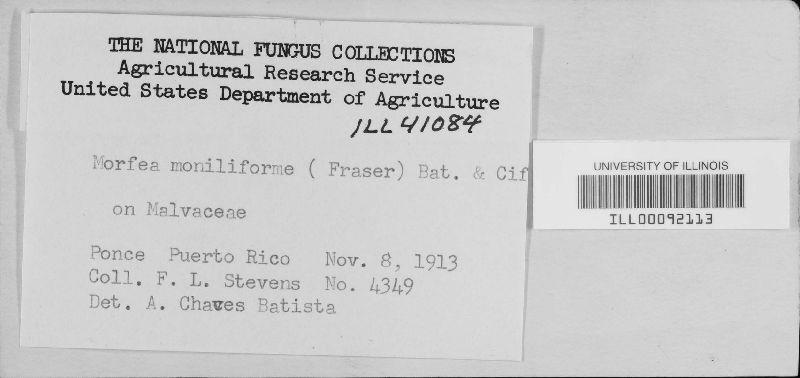 THE NATIONAL FUNGUS COLLECTIONS
Agricultural Research Service
United States Department of Agriculture
ILL 41084
Morfea moniliforme ( Fraser) Bat. & Cif
on Malvaceae
Ponce Puerto Rico Nov. 8, 1913
Coll. F. L. Stevens No. 4349
Det. A. Chaves Batista
UNIVERSITY OF ILLINOIS
ILL00092113